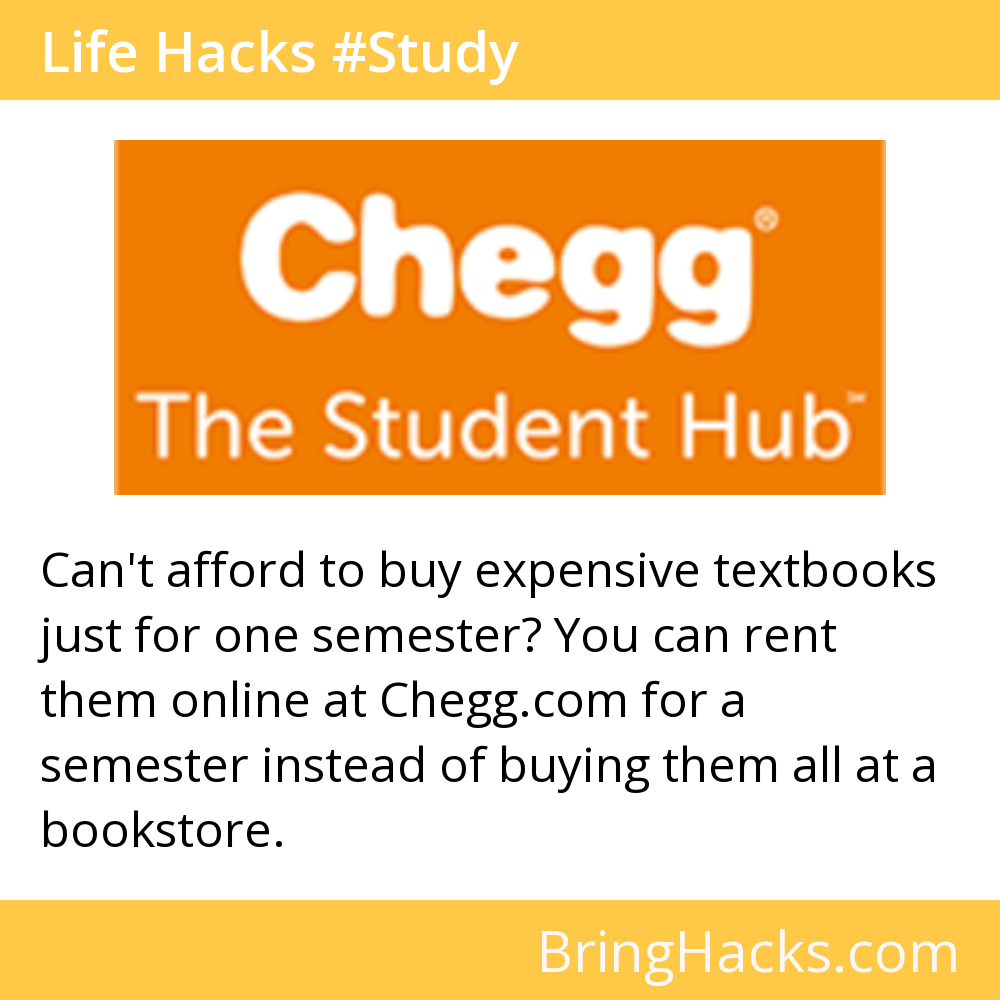 Life Hacks #Study
Chegg®
The Student Hub℠
Can't afford to buy expensive textbooks
just for one semester? You can rent
them online at Chegg.com for a
semester instead of buying them all at a
bookstore.
BringHacks.com